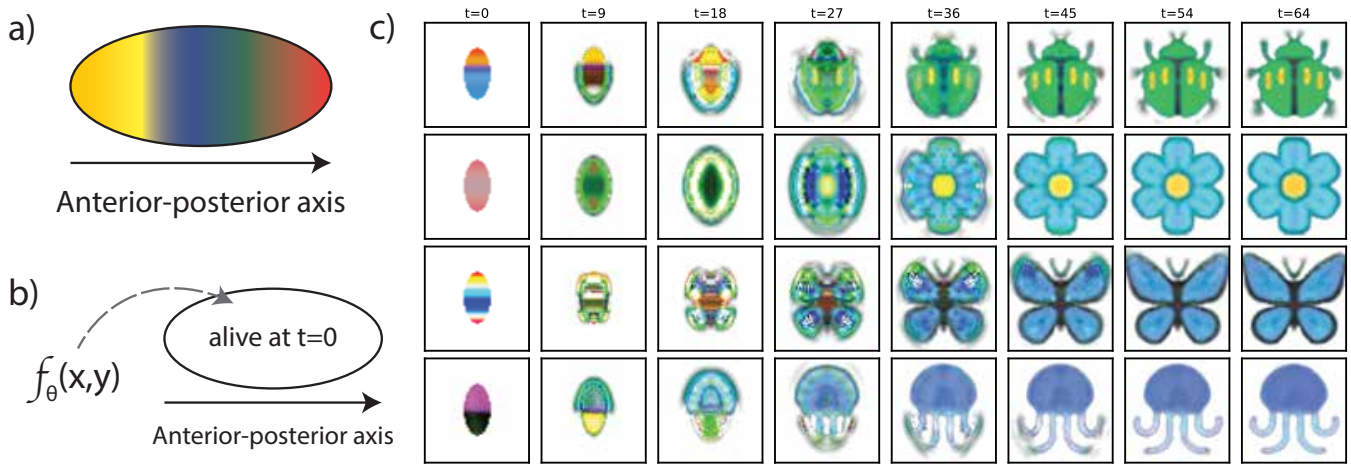 a)
Anterior-posterior axis
b)
alive at t=0
fθ(x,y)
Anterior-posterior axis
c)
t=0 t=9 t=18 t=27 t=36 t=45 t=54 t=64